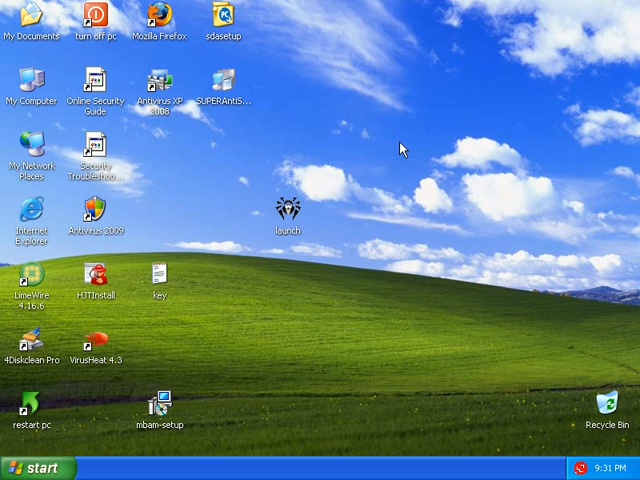 My Documents
turn off pc
Mozilla Firefox
sdasetup
My Computer
Online Security
Guide
Antivirus XP
2008
SUPERAntiS...
My Network
Places
Security
Troubleshoo...
Internet
Explorer
Antivirus 2009
launch
LimeWire
4.16.6
HJTInstall
key
4Diskclean Pro
VirusHeat 4.3
restart pc
mbam-setup
Recycle Bin
start
9:31 PM